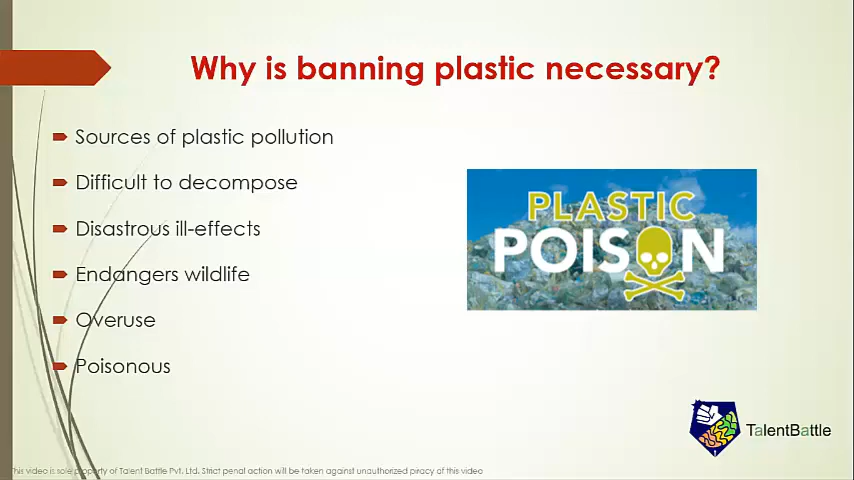 Why is banning plastic necessary?
Sources of plastic pollution
Difficult to decompose
Disastrous ill-effects
Endangers wildlife
Overuse
Poisonous
PLASTIC
POISON
TalentBattle
This video is sole property of Talent Battle Pvt. Ltd. Strict penal action will be taken against unauthorized piracy of this video